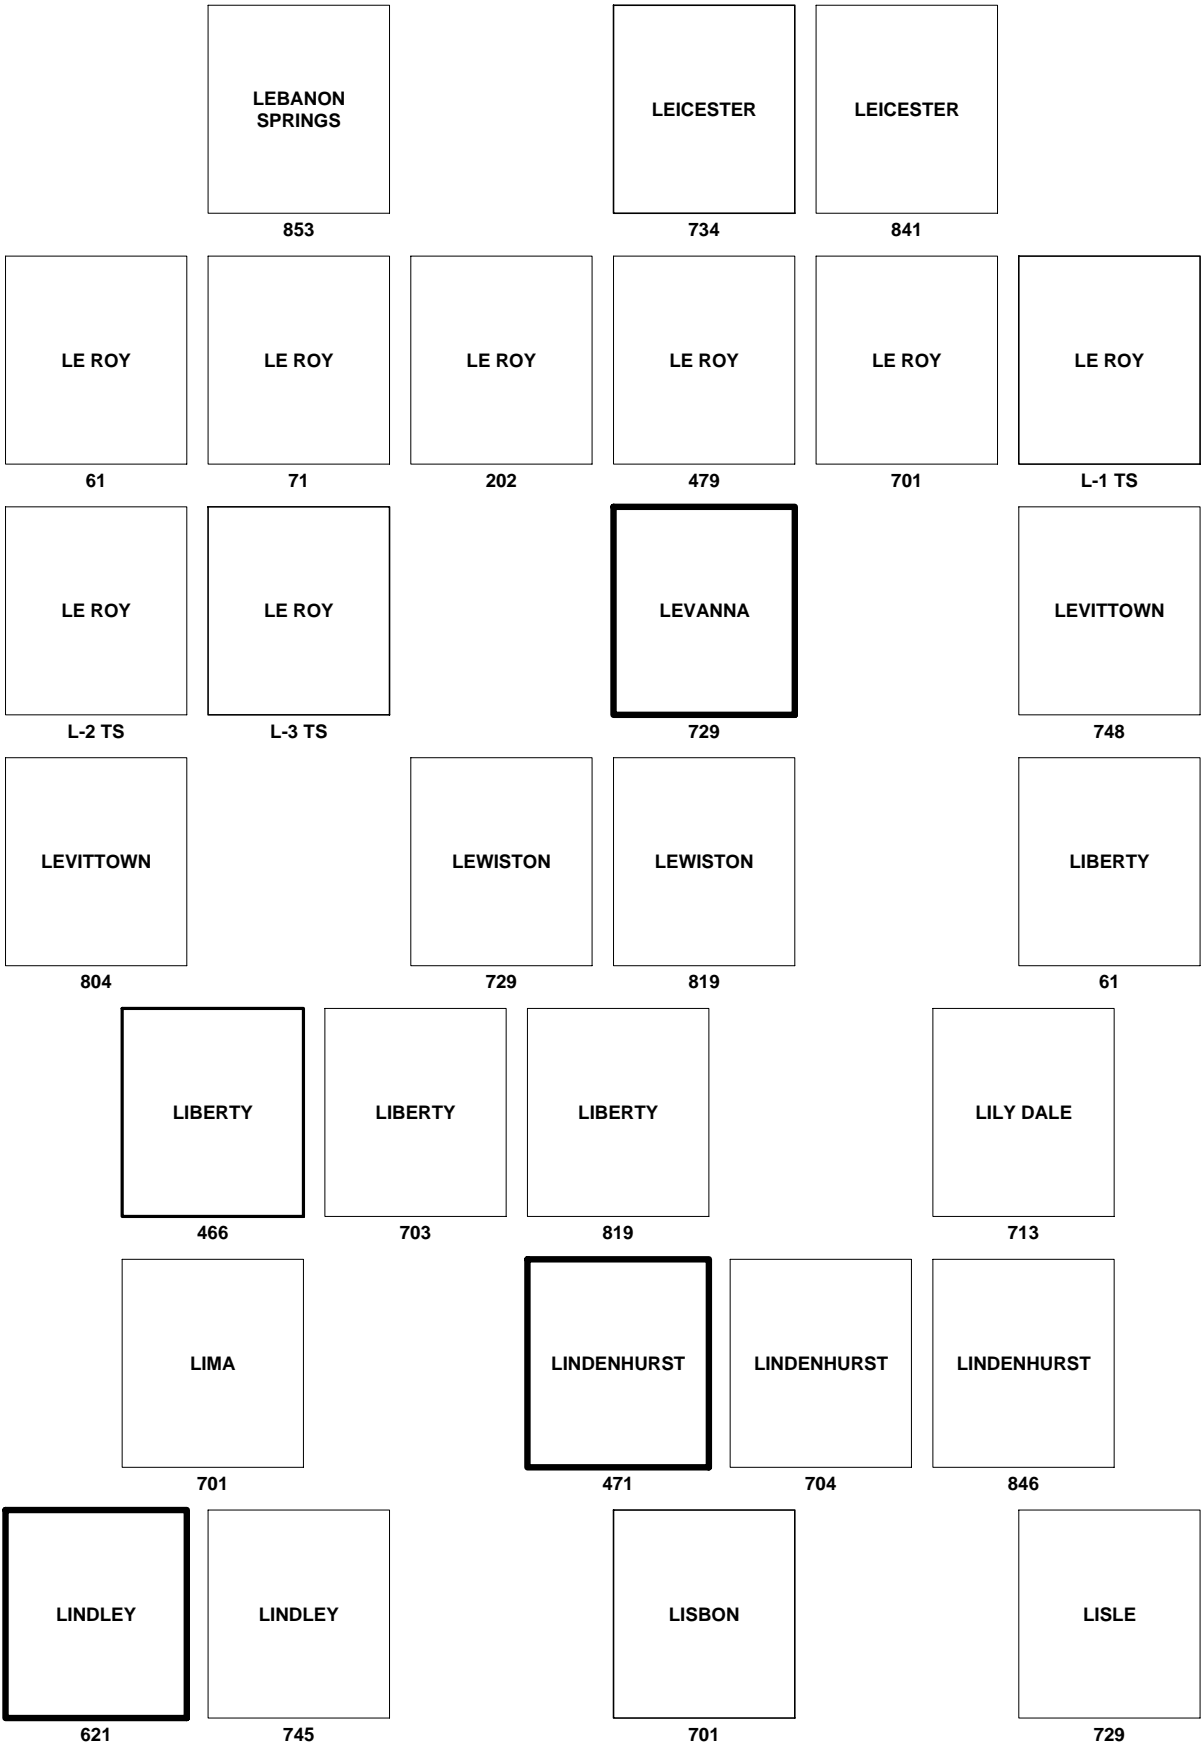 LEBANON
SPRINGS
LEICESTER
LEICESTER
853
734
841
LE ROY
LE ROY
LE ROY
LE ROY
LE ROY
LE ROY
61
71
202
479
701
L-1 TS
LE ROY
LE ROY
LEVANNA
LEVITTOWN
L-2 TS
L-3 TS
729
748
LEVITTOWN
LEWISTON
LEWISTON
LIBERTY
804
729
819
61
LIBERTY
LIBERTY
LIBERTY
LILY DALE
466
703
819
713
LIMA
LINDENHURST
LINDENHURST
LINDENHURST
701
471
704
846
LINDLEY
LINDLEY
LISBON
LISLE
621
745
701
729